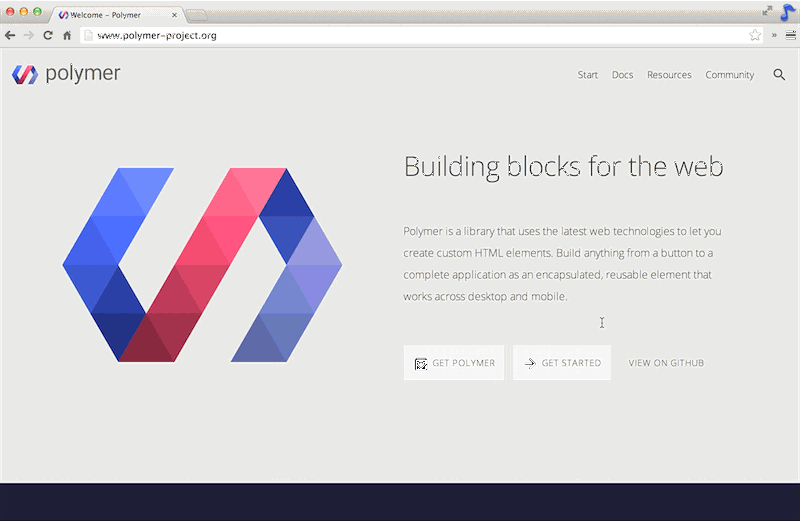 Welcome - Polymer
www.polymer-project.org
polymer
Start Docs Resources Community
Building blocks for the web
Polymer is a library that uses the latest web technologies to let you
create custom HTML elements. Build anything from a button to a
complete application as an encapsulated, reusable element that
works across desktop and mobile.
GET POLYMER GET STARTED VIEW ON GITHUB